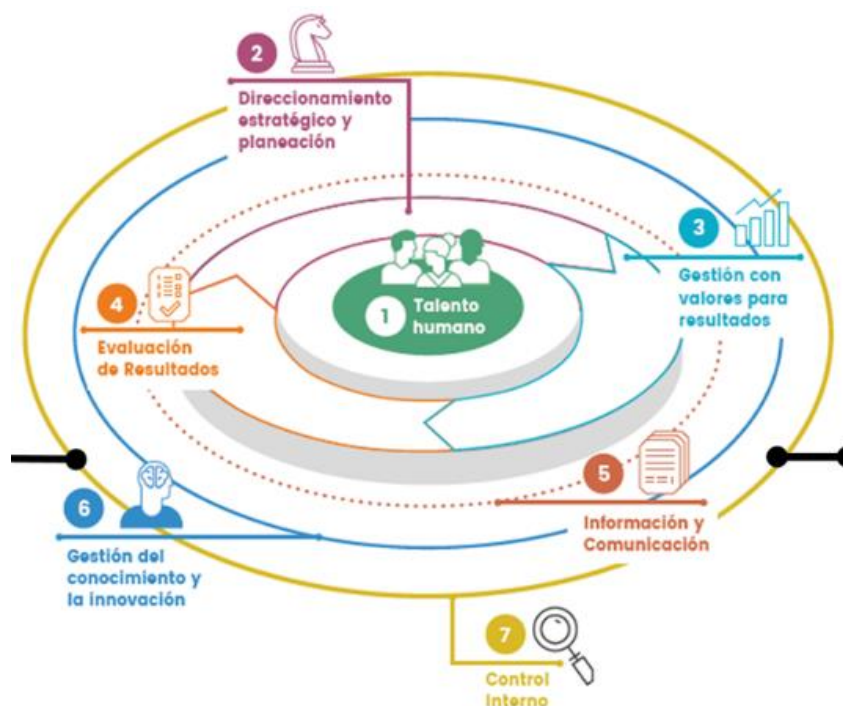 2
Direccionamiento
estratégico y
planeación
3
Gestión con
valores para
resultados
1
Talento
humano
4
Evaluación
de Resultados
5
Información y
Comunicación
6
Gestión del
conocimiento y
la innovación
7
Control
Interno